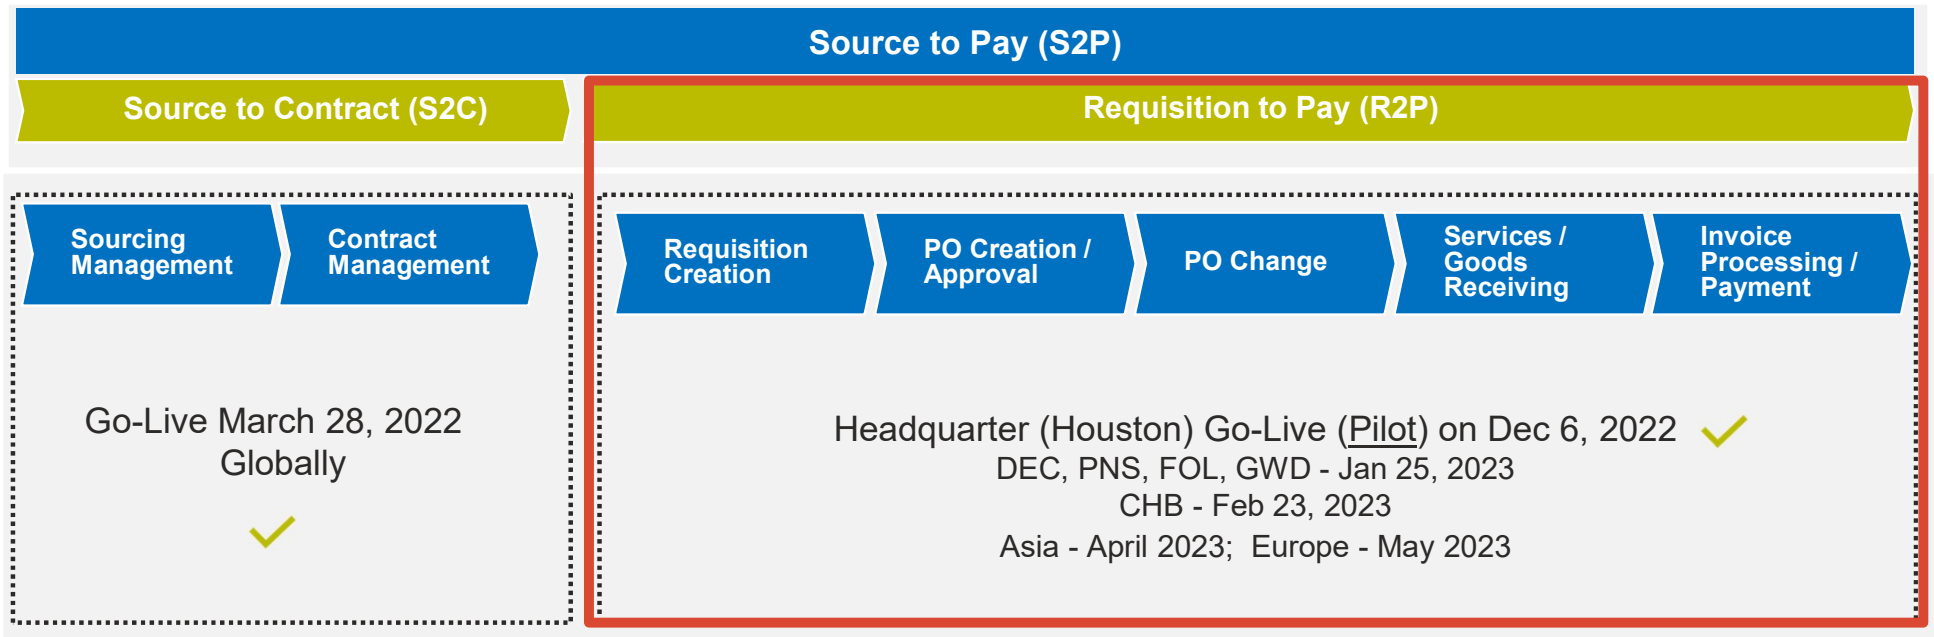 Source to Pay (S2P)
Source to Contract (S2C)
Requisition to Pay (R2P)
Sourcing
Management
Contract
Management
Requisition
Creation
PO Creation /
Approval
PO Change
Services /
Goods
Receiving
Invoice
Processing /
Payment
Go-Live March 28, 2022
Globally
Headquarter (Houston) Go-Live (Pilot) on Dec 6, 2022
DEC, PNS, FOL, GWD - Jan 25, 2023
CHB - Feb 23, 2023
Asia - April 2023;  Europe - May 2023